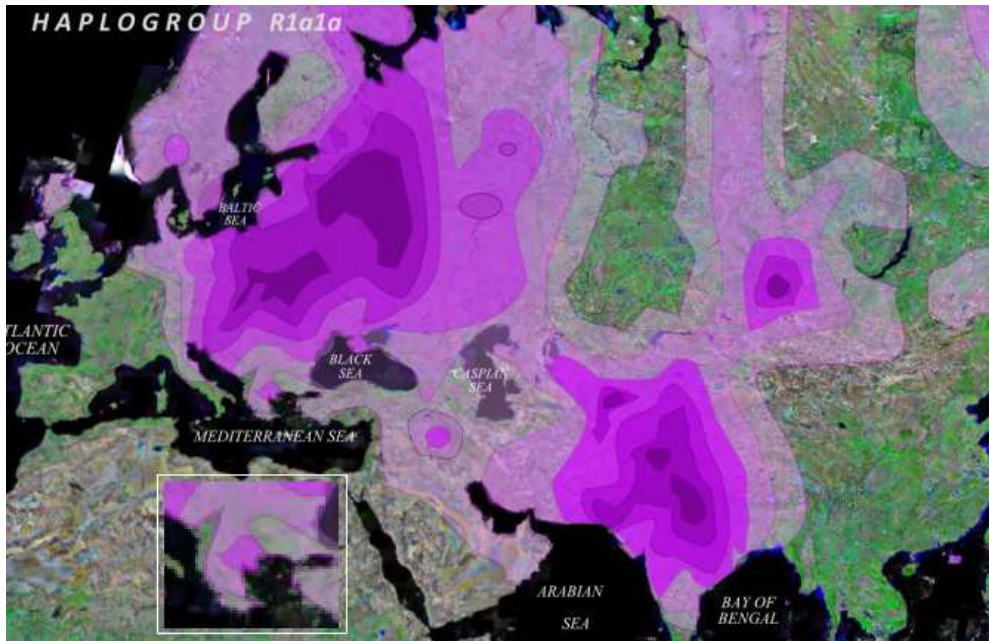 HAPLOGROUP R1a1a
BALTIC
SEA
TLANTIC
OCEAN
BLACK
SEA
CASPIAN
SEA
MEDITERRANEAN SEA
ARABIAN
SEA
BAY OF
BENGAL